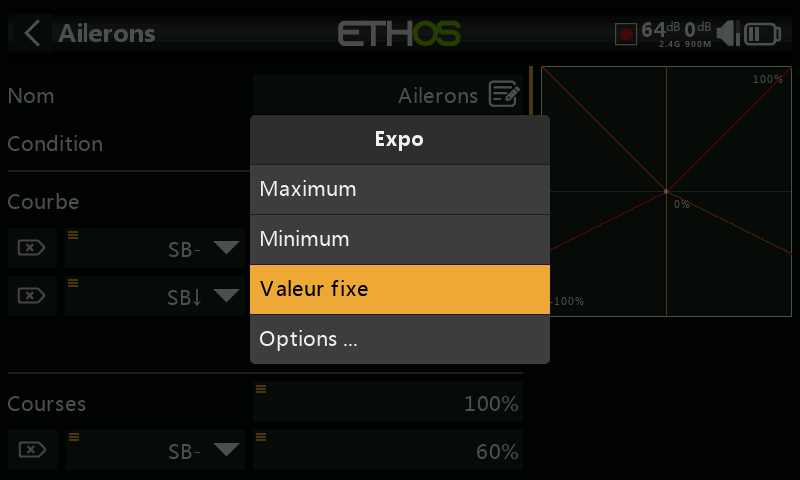 Ailerons
ETHOS
64dB 0dB
2.4G 900M
Nom
Ailerons
100%
Condition
Expo
Courbe
Maximum
0%
SB-
Minimum
SB↓
Valeur fixe
-100%
Options ...
Courses
100%
SB-
60%